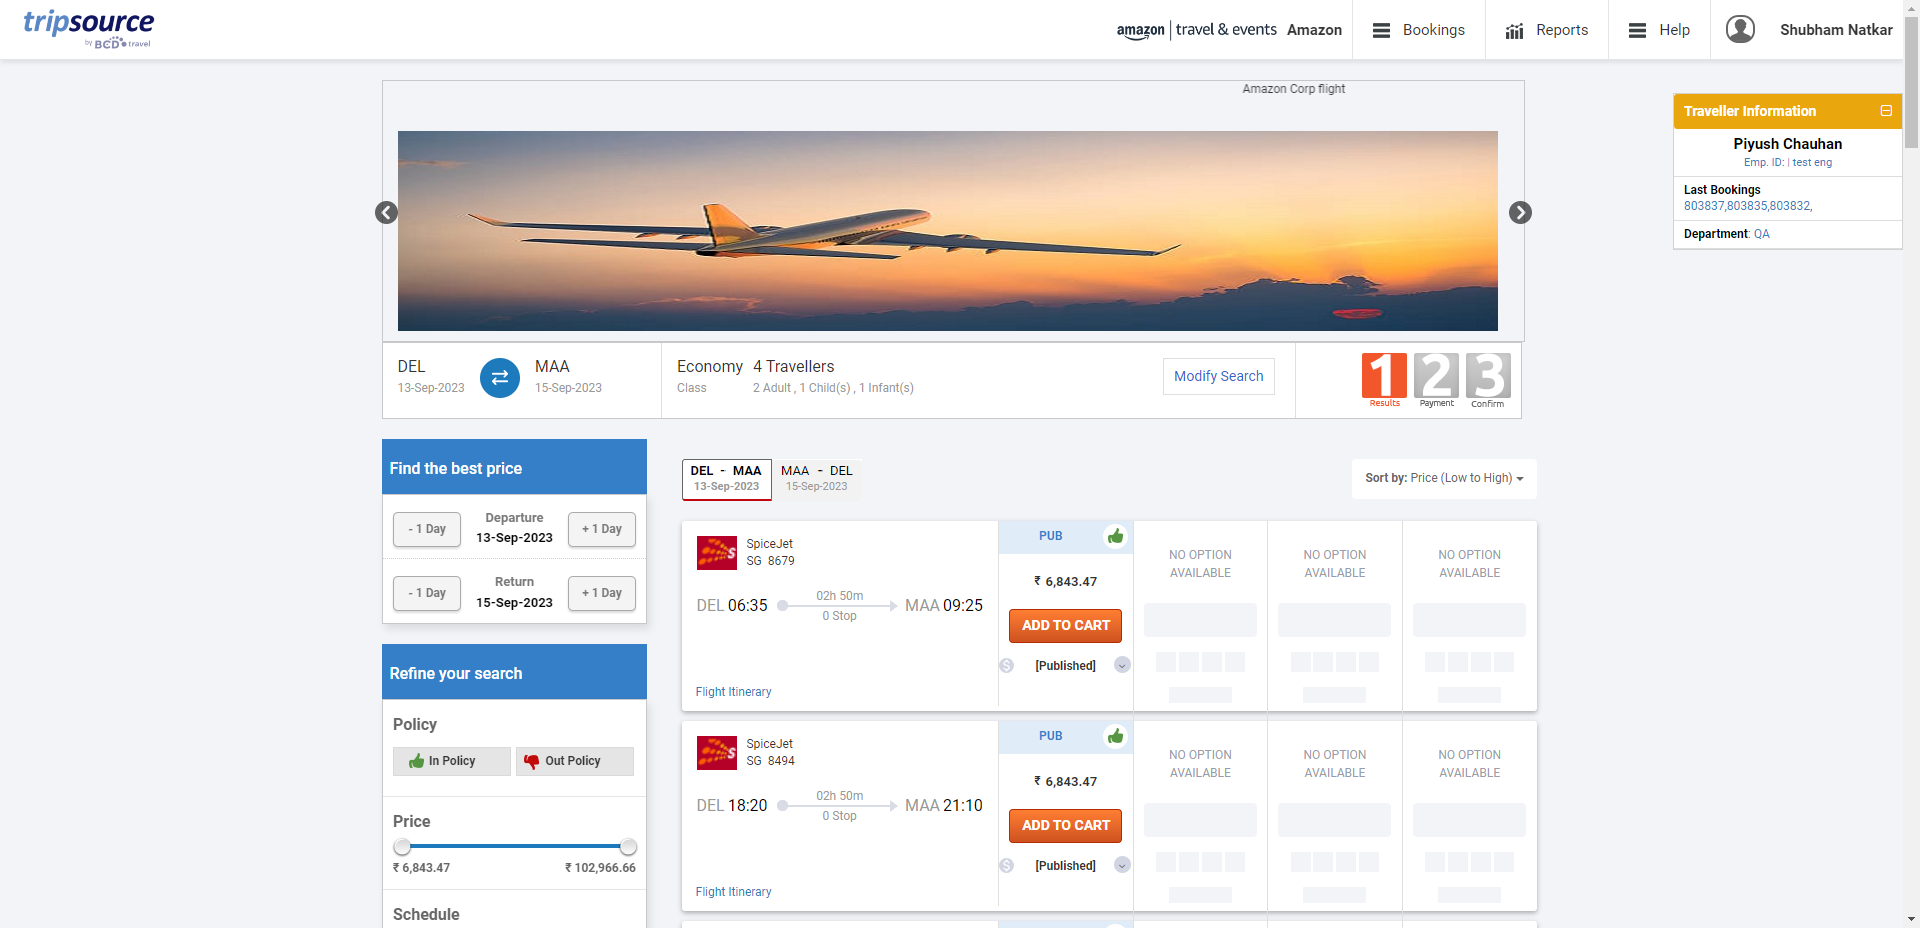 tripsource
by BCD travel
amazon | travel & events Amazon
Bookings
Reports
Help
Shubham Natkar
Amazon Corp flight
Traveller Information
Piyush Chauhan
Emp. ID: | test eng
Last Bookings
803837,803835,803832,
Department: QA
DEL
13-Sep-2023
MAA
15-Sep-2023
Economy
Class
4 Travellers
2 Adult , 1 Child(s) , 1 Infant(s)
Modify Search
1 2 3
Results Payment Confirm
Find the best price
- 1 Day
Departure
13-Sep-2023
+ 1 Day
- 1 Day
Return
15-Sep-2023
+ 1 Day
Refine your search
Policy
In Policy
Out Policy
Price
₹ 6,843.47
₹ 102,966.66
Schedule
DEL - MAA
13-Sep-2023
MAA - DEL
15-Sep-2023
Sort by: Price (Low to High)
SpiceJet
SG 8679
DEL 06:35
02h 50m
0 Stop
MAA 09:25
Flight Itinerary
PUB
₹ 6,843.47
ADD TO CART
$
[Published]
NO OPTION
AVAILABLE
NO OPTION
AVAILABLE
NO OPTION
AVAILABLE
SpiceJet
SG 8494
DEL 18:20
02h 50m
0 Stop
MAA 21:10
Flight Itinerary
PUB
₹ 6,843.47
ADD TO CART
$
[Published]
NO OPTION
AVAILABLE
NO OPTION
AVAILABLE
NO OPTION
AVAILABLE